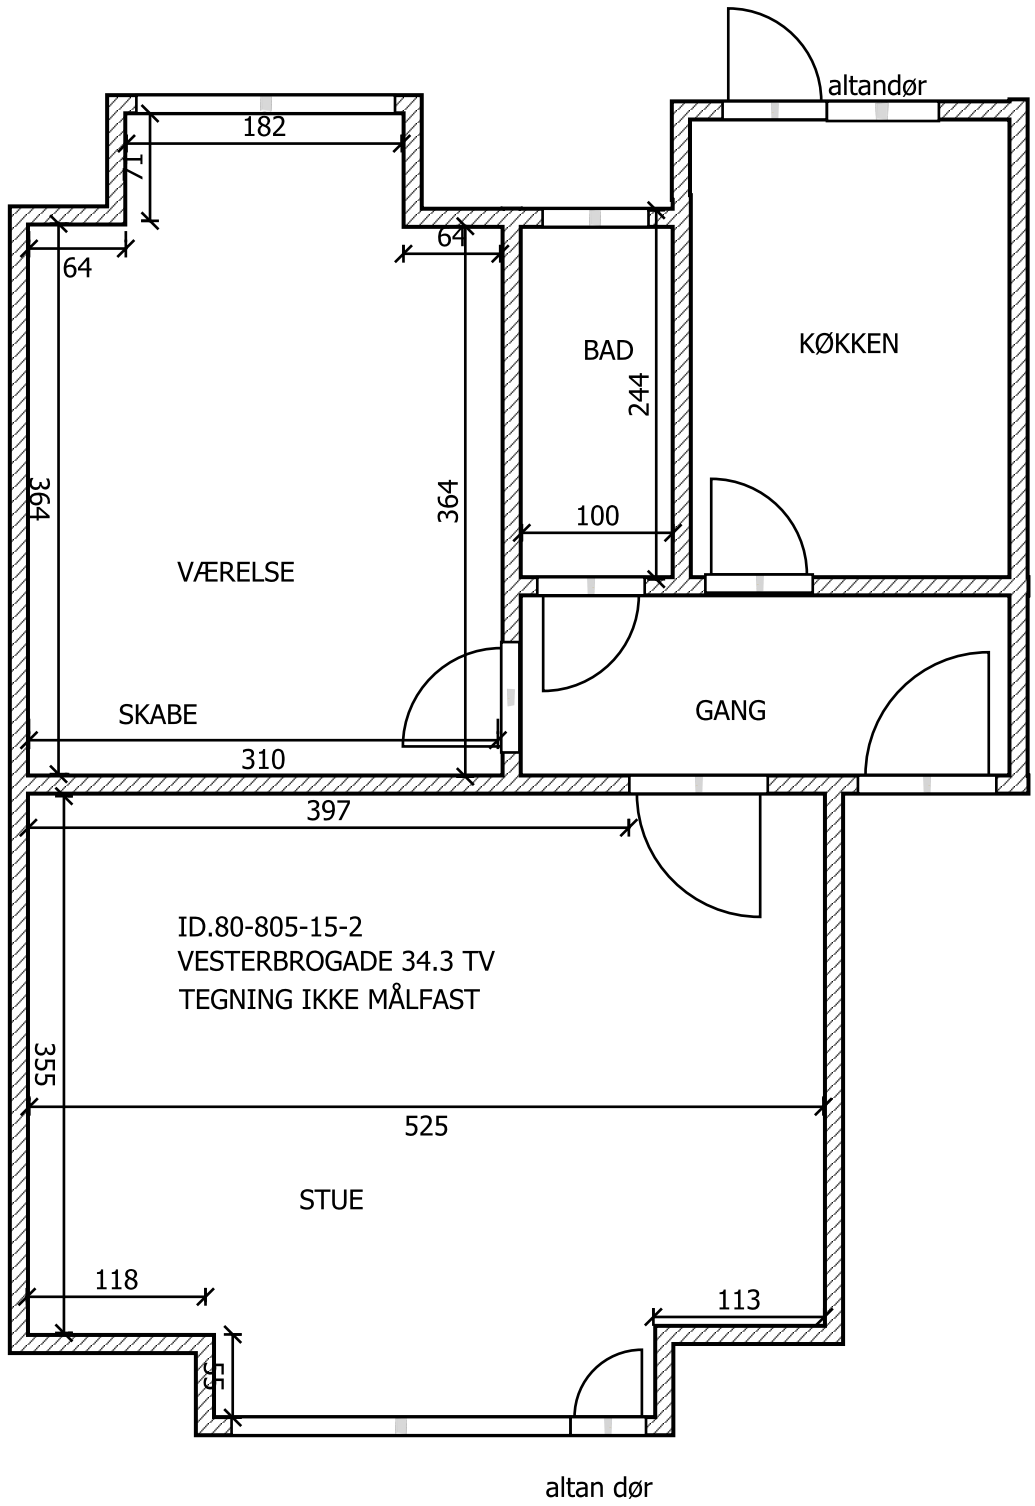 altandør
182
71
64
64
BAD
KØKKEN
244
364
364
100
VÆRELSE
SKABE
GANG
310
397
ID.80-805-15-2
VESTERBROGADE 34.3 TV
TEGNING IKKE MÅLFAST
355
525
STUE
118
113
55
altan dør